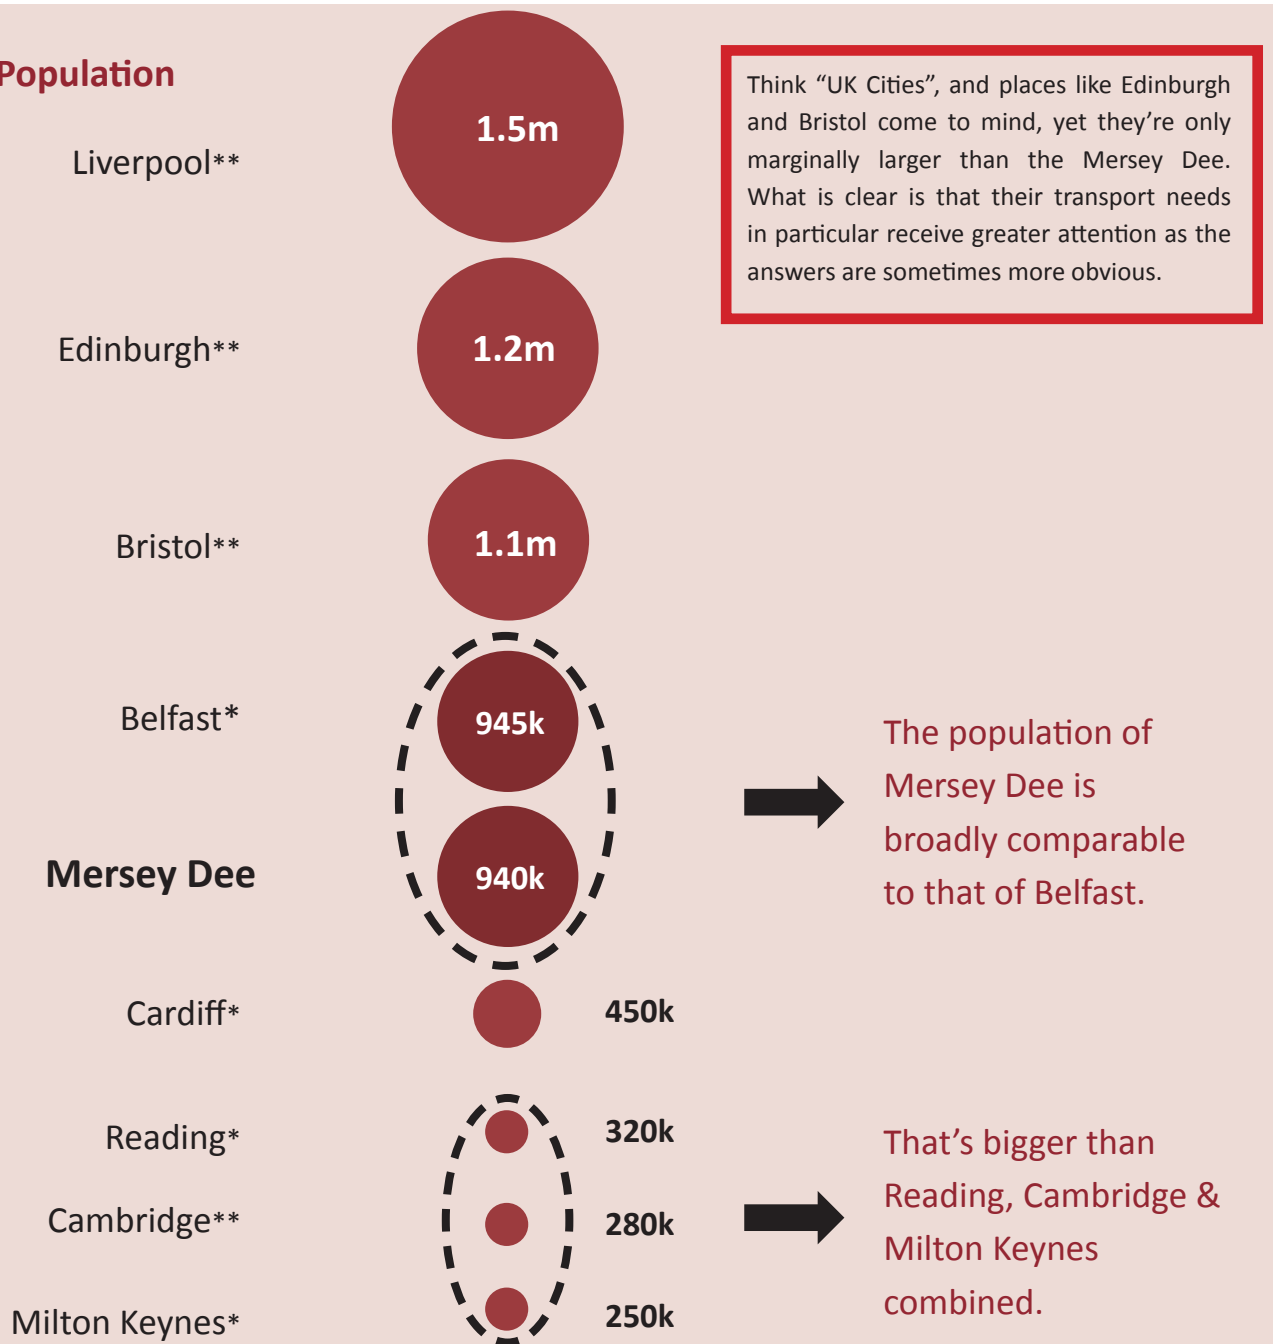 Population
Think “UK Cities”, and places like Edinburgh
and Bristol come to mind, yet they’re only
marginally larger than the Mersey Dee.
What is clear is that their transport needs
in particular receive greater attention as the
answers are sometimes more obvious.
Liverpool**
1.5m
Edinburgh**
1.2m
Bristol**
1.1m
Belfast*
945k
Mersey Dee
940k
The population of
Mersey Dee is
broadly comparable
to that of Belfast.
Cardiff*
450k
Reading*
320k
Cambridge**
280k
Milton Keynes*
250k
That’s bigger than
Reading, Cambridge &
Milton Keynes
combined.